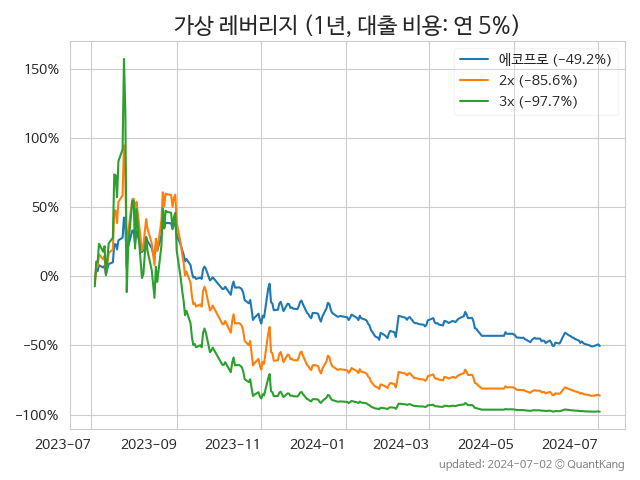 가상 레버리지 (1년, 대출 비용: 연 5%)
에코프로 (−49.2%)
2x (−85.6%)
3x (−97.7%)
150%
100%
50%
0%
−50%
−100%
2023-07
2023-09
2023-11
2024-01
2024-03
2024-05
2024-07
updated: 2024-07-02 © QuantKang